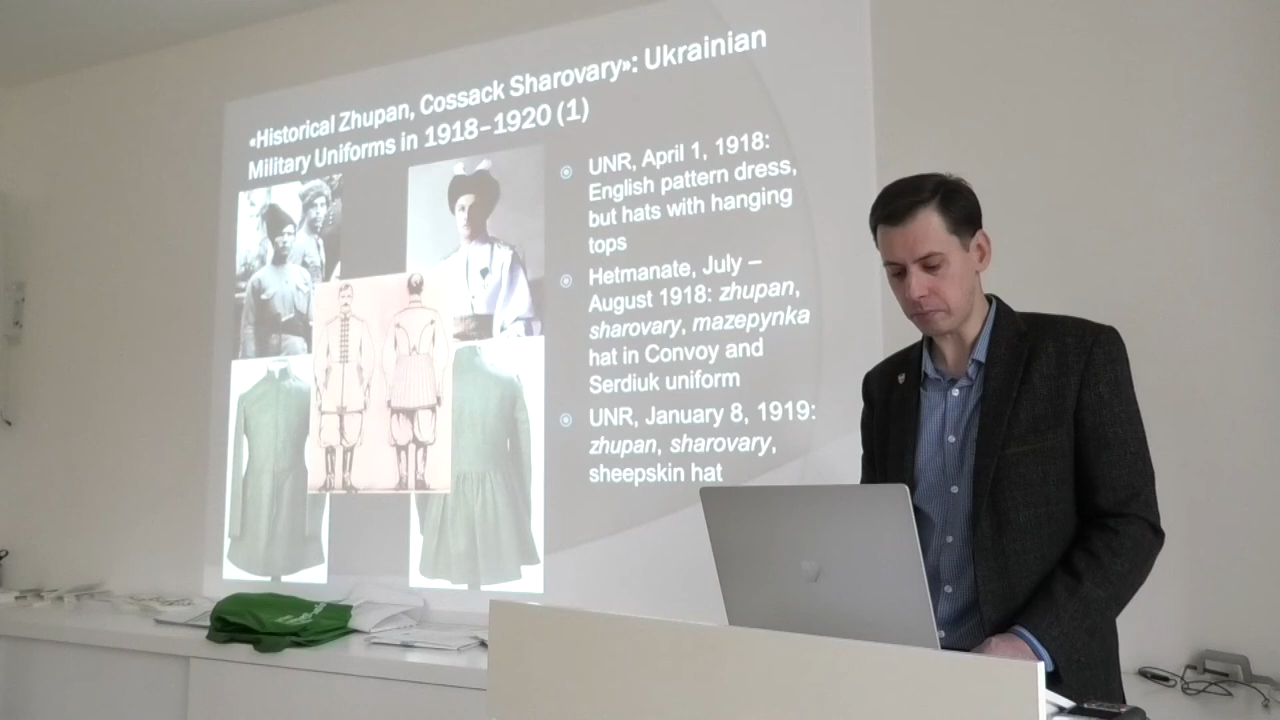 «Historical Zhupan, Cossack Sharovary»: Ukrainian
Military Uniforms in 1918–1920 (1)
UNR, April 1, 1918:
English pattern dress,
but hats with hanging
tops
Hetmanate, July –
August 1918: zhupan,
sharovary, mazepynka
hat in Convoy and
Serdiuk uniform
UNR, January 8, 1919:
zhupan, sharovary,
sheepskin hat